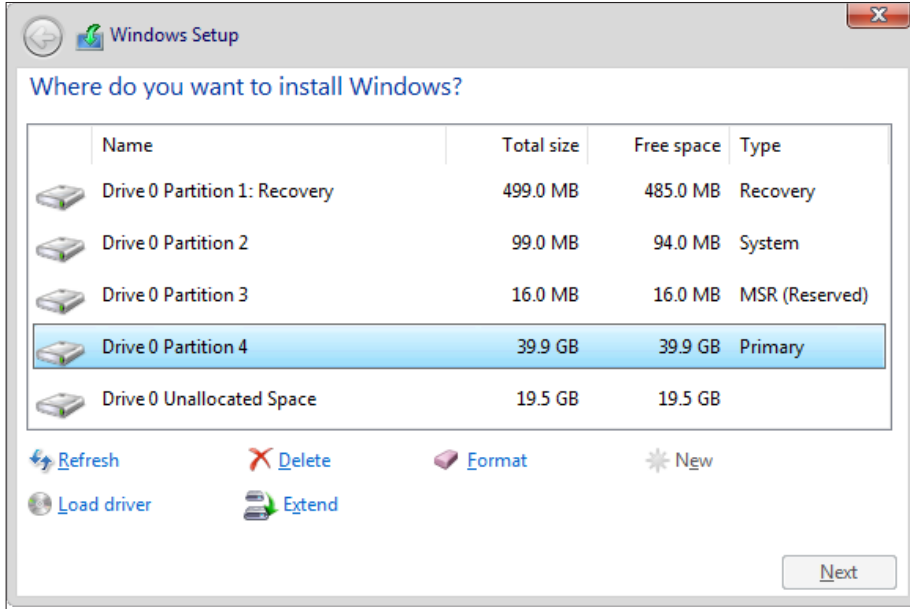 Windows Setup
Where do you want to install Windows?
Name Total size Free space Type
Drive 0 Partition 1: Recovery 499.0 MB 485.0 MB Recovery
Drive 0 Partition 2 99.0 MB 94.0 MB System
Drive 0 Partition 3 16.0 MB 16.0 MB MSR (Reserved)
Drive 0 Partition 4 39.9 GB 39.9 GB Primary
Drive 0 Unallocated Space 19.5 GB 19.5 GB
Refresh Delete Format New
Load driver Extend
Next